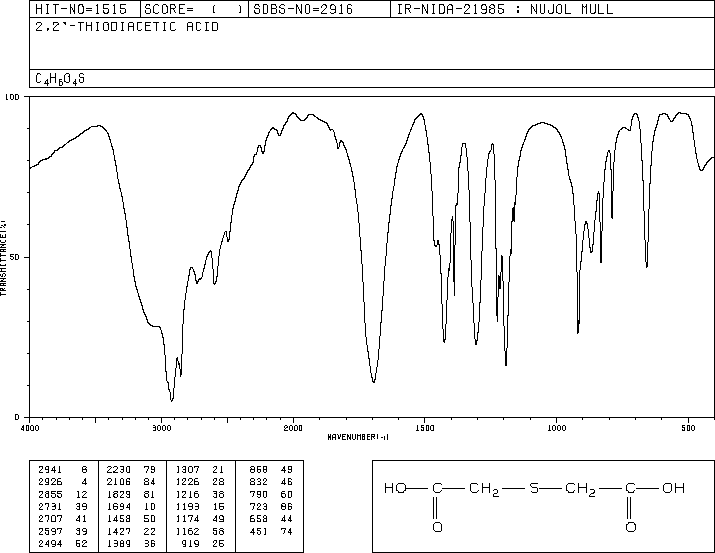 HIT-NO=1515 SCORE= ( ) SDBS-NO=2916 IR-NIDA-21985 : NUJOL MULL
2,2'-THIODIACETIC ACID
C4H6O4S
100
50
0
TRANSMITTANCE(%)
4000 3000 2000 1500 1000 500
WAVENUMBER(-1)
2941 6 2230 79 1307 21 868 49
2926 4 2106 84 1226 28 832 46
2855 12 1829 81 1216 38 790 60
2731 39 1694 10 1193 15 723 86
2707 41 1458 50 1174 49 658 44
2597 39 1427 22 1162 58 451 74
2494 52 1389 36 919 25
HO C CH2 S CH2 C OH
O O